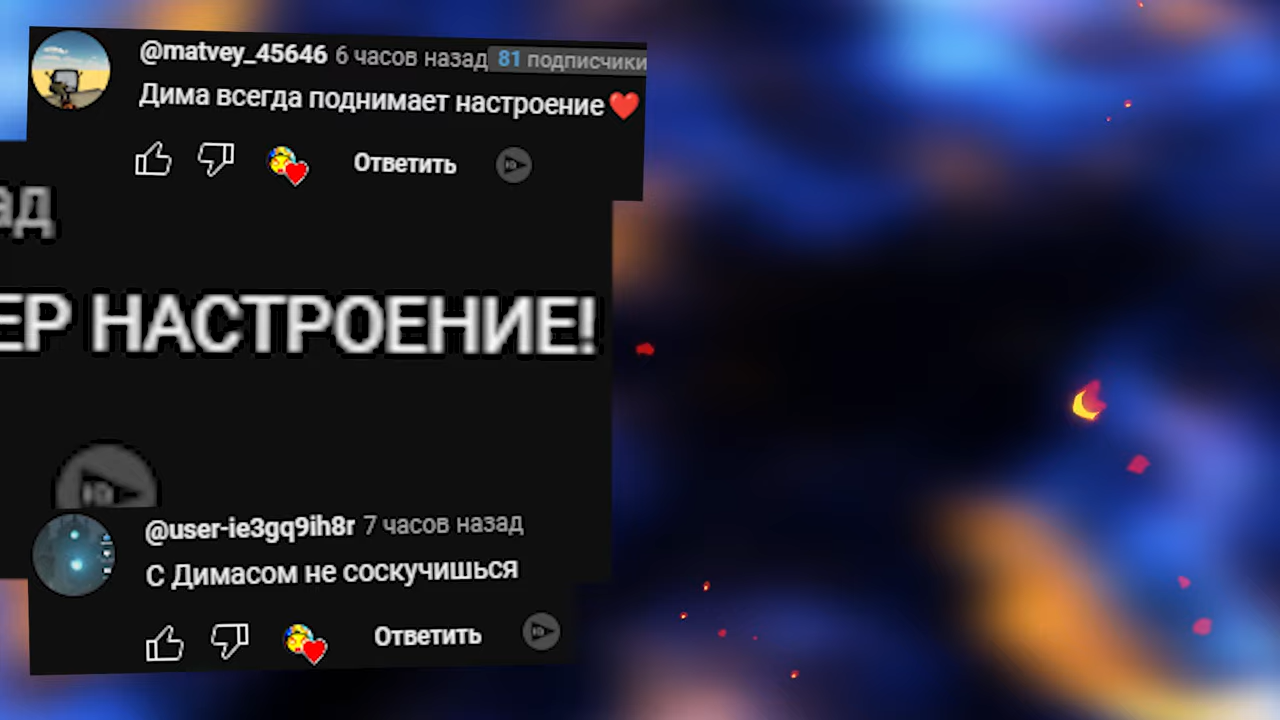 @matvey_45646 6 часов назад 81 подписчики
Дима всегда поднимает настроение❤️
Ответить
ад
ЕР НАСТРОЕНИЕ!
@user-ie3gq9ih8r 7 часов назад
С Димасом не соскучишься
Ответить